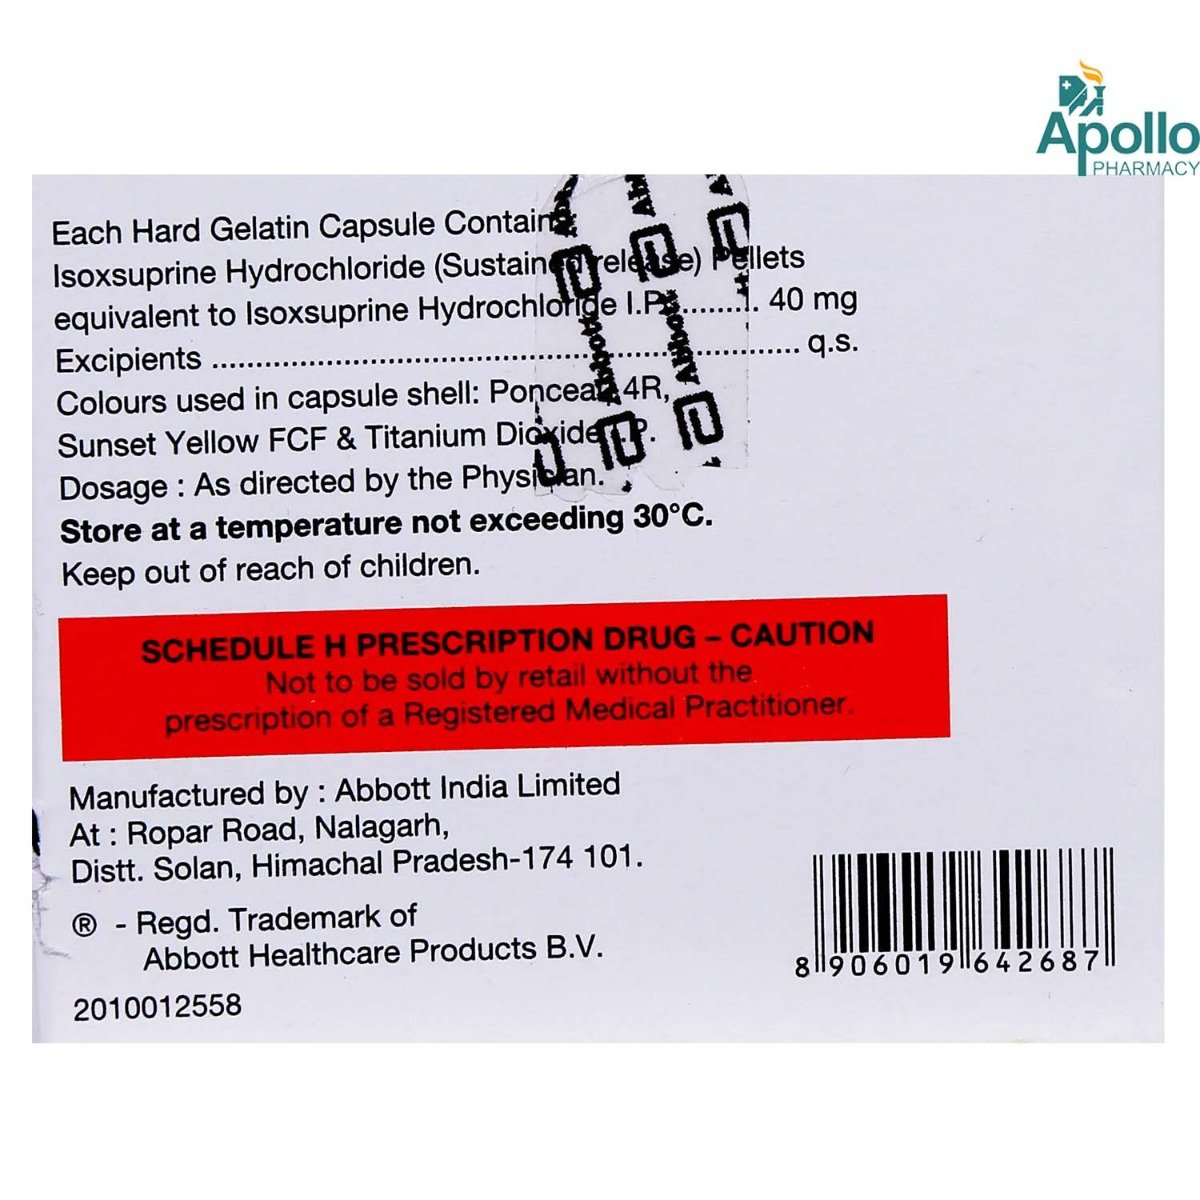 Apollo
PHARMACY
Each Hard Gelatin Capsule Contains
Isoxsuprine Hydrochloride (Sustained release) Pellets
equivalent to Isoxsuprine Hydrochloride I.P. ......... 40 mg
Excipients ............................................................ q.s.
Colours used in capsule shell: Ponceau 4R,
Sunset Yellow FCF & Titanium Dioxide I.P.
Dosage : As directed by the Physician.
Store at a temperature not exceeding 30°C.
Keep out of reach of children.
Abbott
Abbott
SCHEDULE H PRESCRIPTION DRUG – CAUTION
Not to be sold by retail without the
prescription of a Registered Medical Practitioner.
Manufactured by : Abbott India Limited
At : Ropar Road, Nalagarh,
Distt. Solan, Himachal Pradesh-174 101.
® - Regd. Trademark of
Abbott Healthcare Products B.V.
2010012558
8 906019 642687